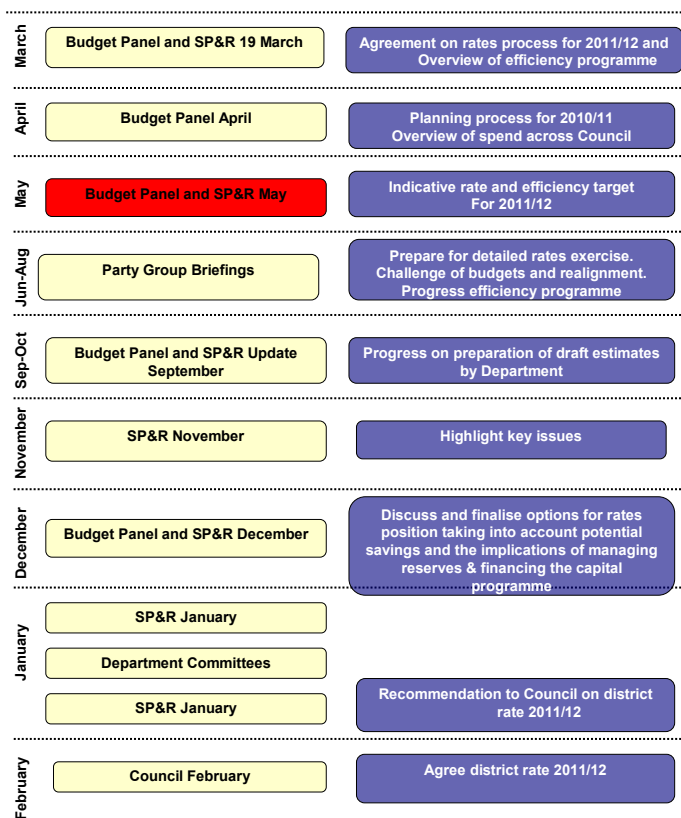 March
Budget Panel and SP&R 19 March
Agreement on rates process for 2011/12 and
Overview of efficiency programme
April
Budget Panel April
Planning process for 2010/11
Overview of spend across Council
May
Budget Panel and SP&R May
Indicative rate and efficiency target
For 2011/12
Jun-Aug
Party Group Briefings
Prepare for detailed rates exercise.
Challenge of budgets and realignment.
Progress efficiency programme
Sep-Oct
Budget Panel and SP&R Update
September
Progress on preparation of draft estimates
by Department
November
SP&R November
Highlight key issues
December
Budget Panel and SP&R December
Discuss and finalise options for rates
position taking into account potential
savings and the implications of managing
reserves & financing the capital
programme
January
SP&R January
Department Committees
SP&R January
Recommendation to Council on district
rate 2011/12
February
Council February
Agree district rate 2011/12